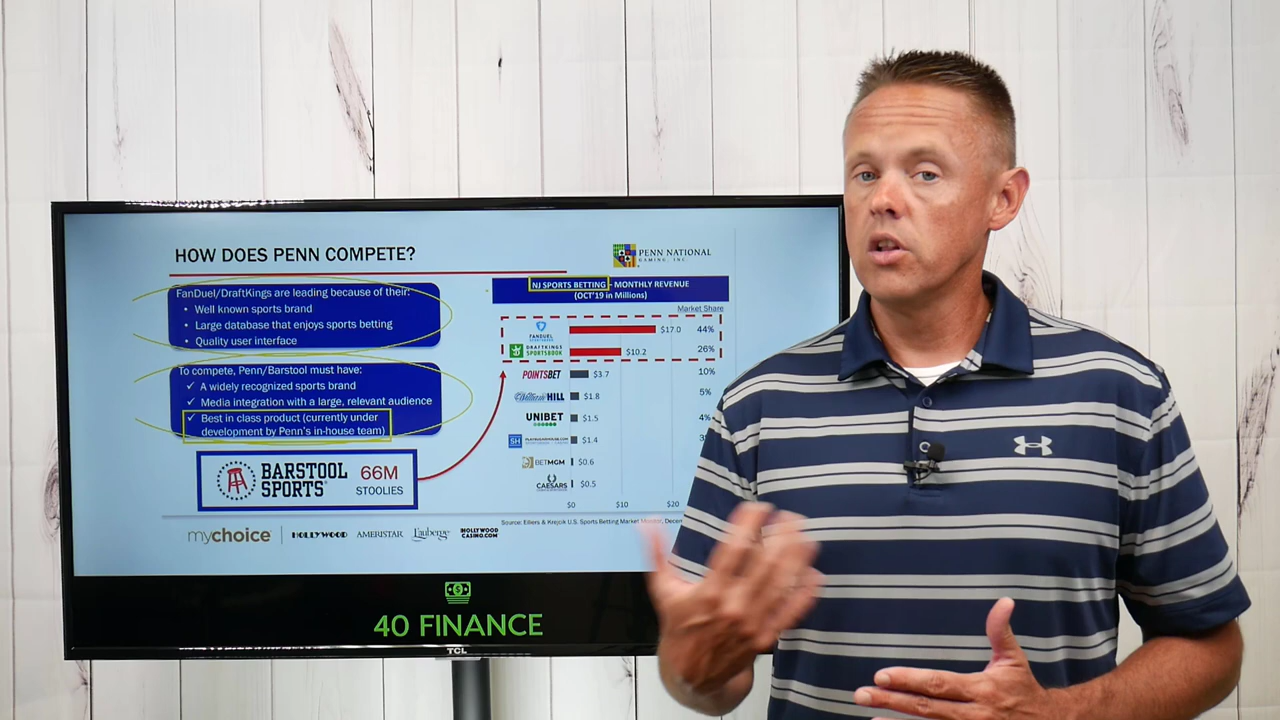 HOW DOES PENN COMPETE?
PENN NATIONAL
GAMING, INC.
FanDuel/DraftKings are leading because of their:
• Well known sports brand
• Large database that enjoys sports betting
• Quality user interface
To compete, Penn/Barstool must have:
✓ A widely recognized sports brand
✓ Media integration with a large, relevant audience
✓ Best in class product (currently under
development by Penn's in-house team)
BARSTOOL
SPORTS
66M
STOOLIES
mychoice
HOLLYWOOD
AMERISTAR
L'auberge
HOLLYWOOD
CASINO.COM
NJ SPORTS BETTING - MONTHLY REVENUE
(OCT'19 in Millions)
Market Share
FANDUEL
$17.0 44%
DRAFTKINGS
SPORTSBOOK
$10.2 26%
POINTSBET $3.7 10%
William HILL $1.8 5%
UNIBET $1.5 4%
SH $1.4
BETMGM $0.6
CAESARS $0.5
$0 $10 $20
Source: Eilers & Krejcik U.S. Sports Betting Market
40 FINANCE
TCL